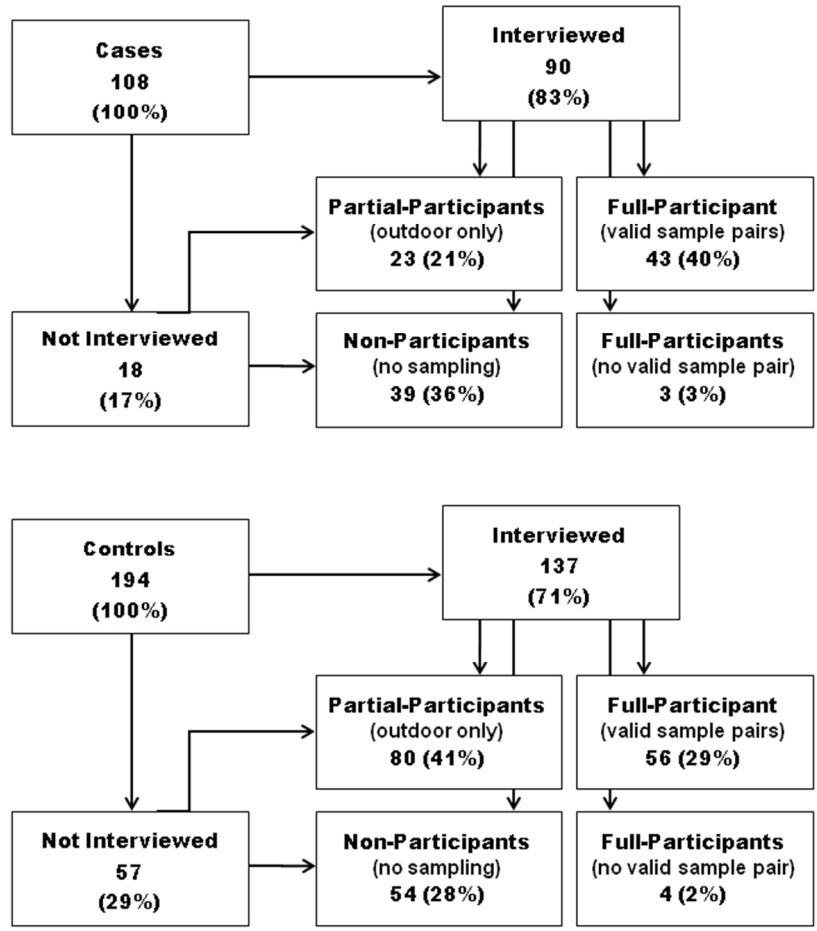 Cases
108
(100%)
Interviewed
90
(83%)
Partial-Participants
(outdoor only)
23 (21%)
Full-Participant
(valid sample pairs)
43 (40%)
Not Interviewed
18
(17%)
Non-Participants
(no sampling)
39 (36%)
Full-Participants
(no valid sample pair)
3 (3%)
Controls
194
(100%)
Interviewed
137
(71%)
Partial-Participants
(outdoor only)
80 (41%)
Full-Participant
(valid sample pairs)
56 (29%)
Not Interviewed
57
(29%)
Non-Participants
(no sampling)
54 (28%)
Full-Participants
(no valid sample pair)
4 (2%)